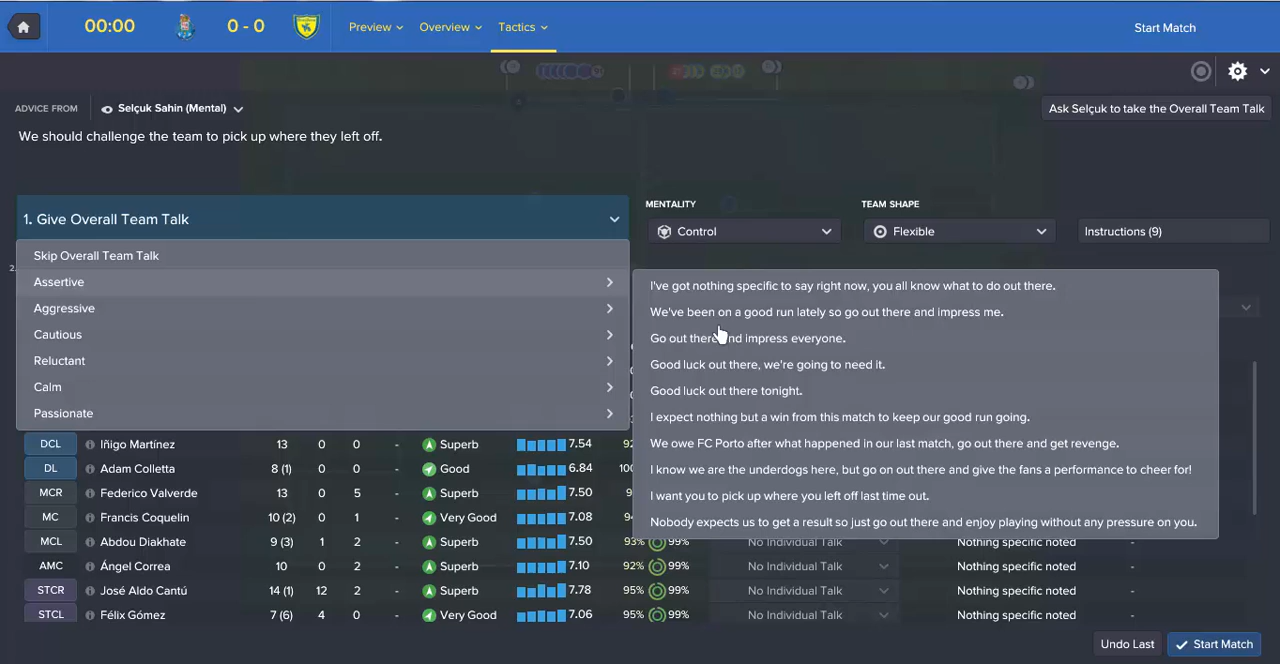 00:00 0 - 0 Preview Overview Tactics Start Match
ADVICE FROM Selçuk Sahin (Mental) Ask Selçuk to take the Overall Team Talk
We should challenge the team to pick up where they left off.
MENTALITY TEAM SHAPE
1. Give Overall Team Talk Control Flexible Instructions (9)
Skip Overall Team Talk
2.
Assertive I've got nothing specific to say right now, you all know what to do out there.
Aggressive We've been on a good run lately so go out there and impress me.
Cautious Go out there and impress everyone.
Reluctant Good luck out there, we're going to need it.
Calm Good luck out there tonight.
Passionate I expect nothing but a win from this match to keep our good run going.
DCL Iñigo Martínez 13 0 0 - Superb 7.54 We owe FC Porto after what happened in our last match, go out there and get revenge.
DL Adam Colletta 8 (1) 0 0 - Good 6.84 I know we are the underdogs here, but go on out there and give the fans a performance to cheer for!
MCR Federico Valverde 13 0 5 - Superb 7.50 I want you to pick up where you left off last time out.
MC Francis Coquelin 10 (2) 0 1 - Very Good 7.08 Nobody expects us to get a result so just go out there and enjoy playing without any pressure on you.
MCL Abdou Diakhate 9 (3) 1 2 - Superb 7.50 93% 99% No Individual Talk Nothing specific noted -
AMC Ángel Correa 10 0 2 - Superb 7.10 92% 99% No Individual Talk Nothing specific noted -
STCR José Aldo Cantú 14 (1) 12 2 - Superb 7.78 95% 99% No Individual Talk Nothing specific noted -
STCL Félix Gómez 7 (6) 4 0 - Very Good 7.06 95% 99% No Individual Talk Nothing specific noted -
Undo Last Start Match